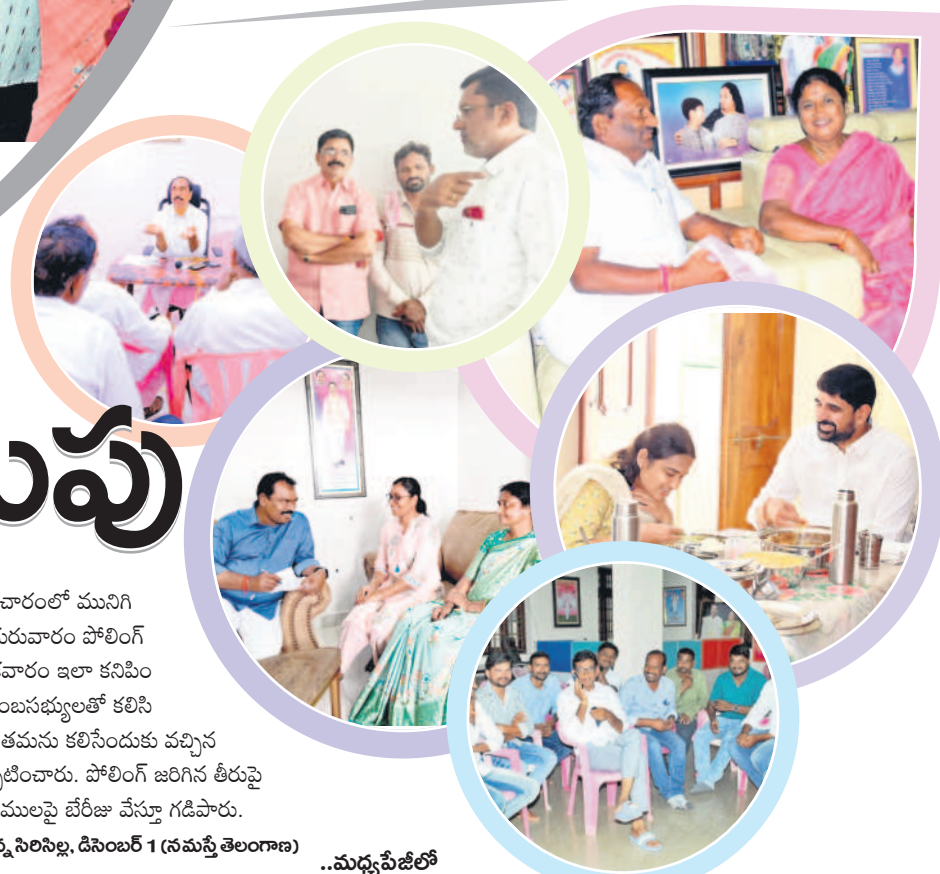 చారంలో మునిగి
రువారం పోలింగ్
వారం ఇలా కనిపిం
ంబసభ్యులతో కలిసి
తమను కలిసేందుకు వచ్చిన
టించారు. పోలింగ్ జరిగిన తీరుపై
ములపై బేరీజు వేస్తూ గడిపారు.
న్న సిరిసిల్ల, డిసెంబర్ 1 (నమస్తే తెలంగాణ)
..మధ్యపేజీలో